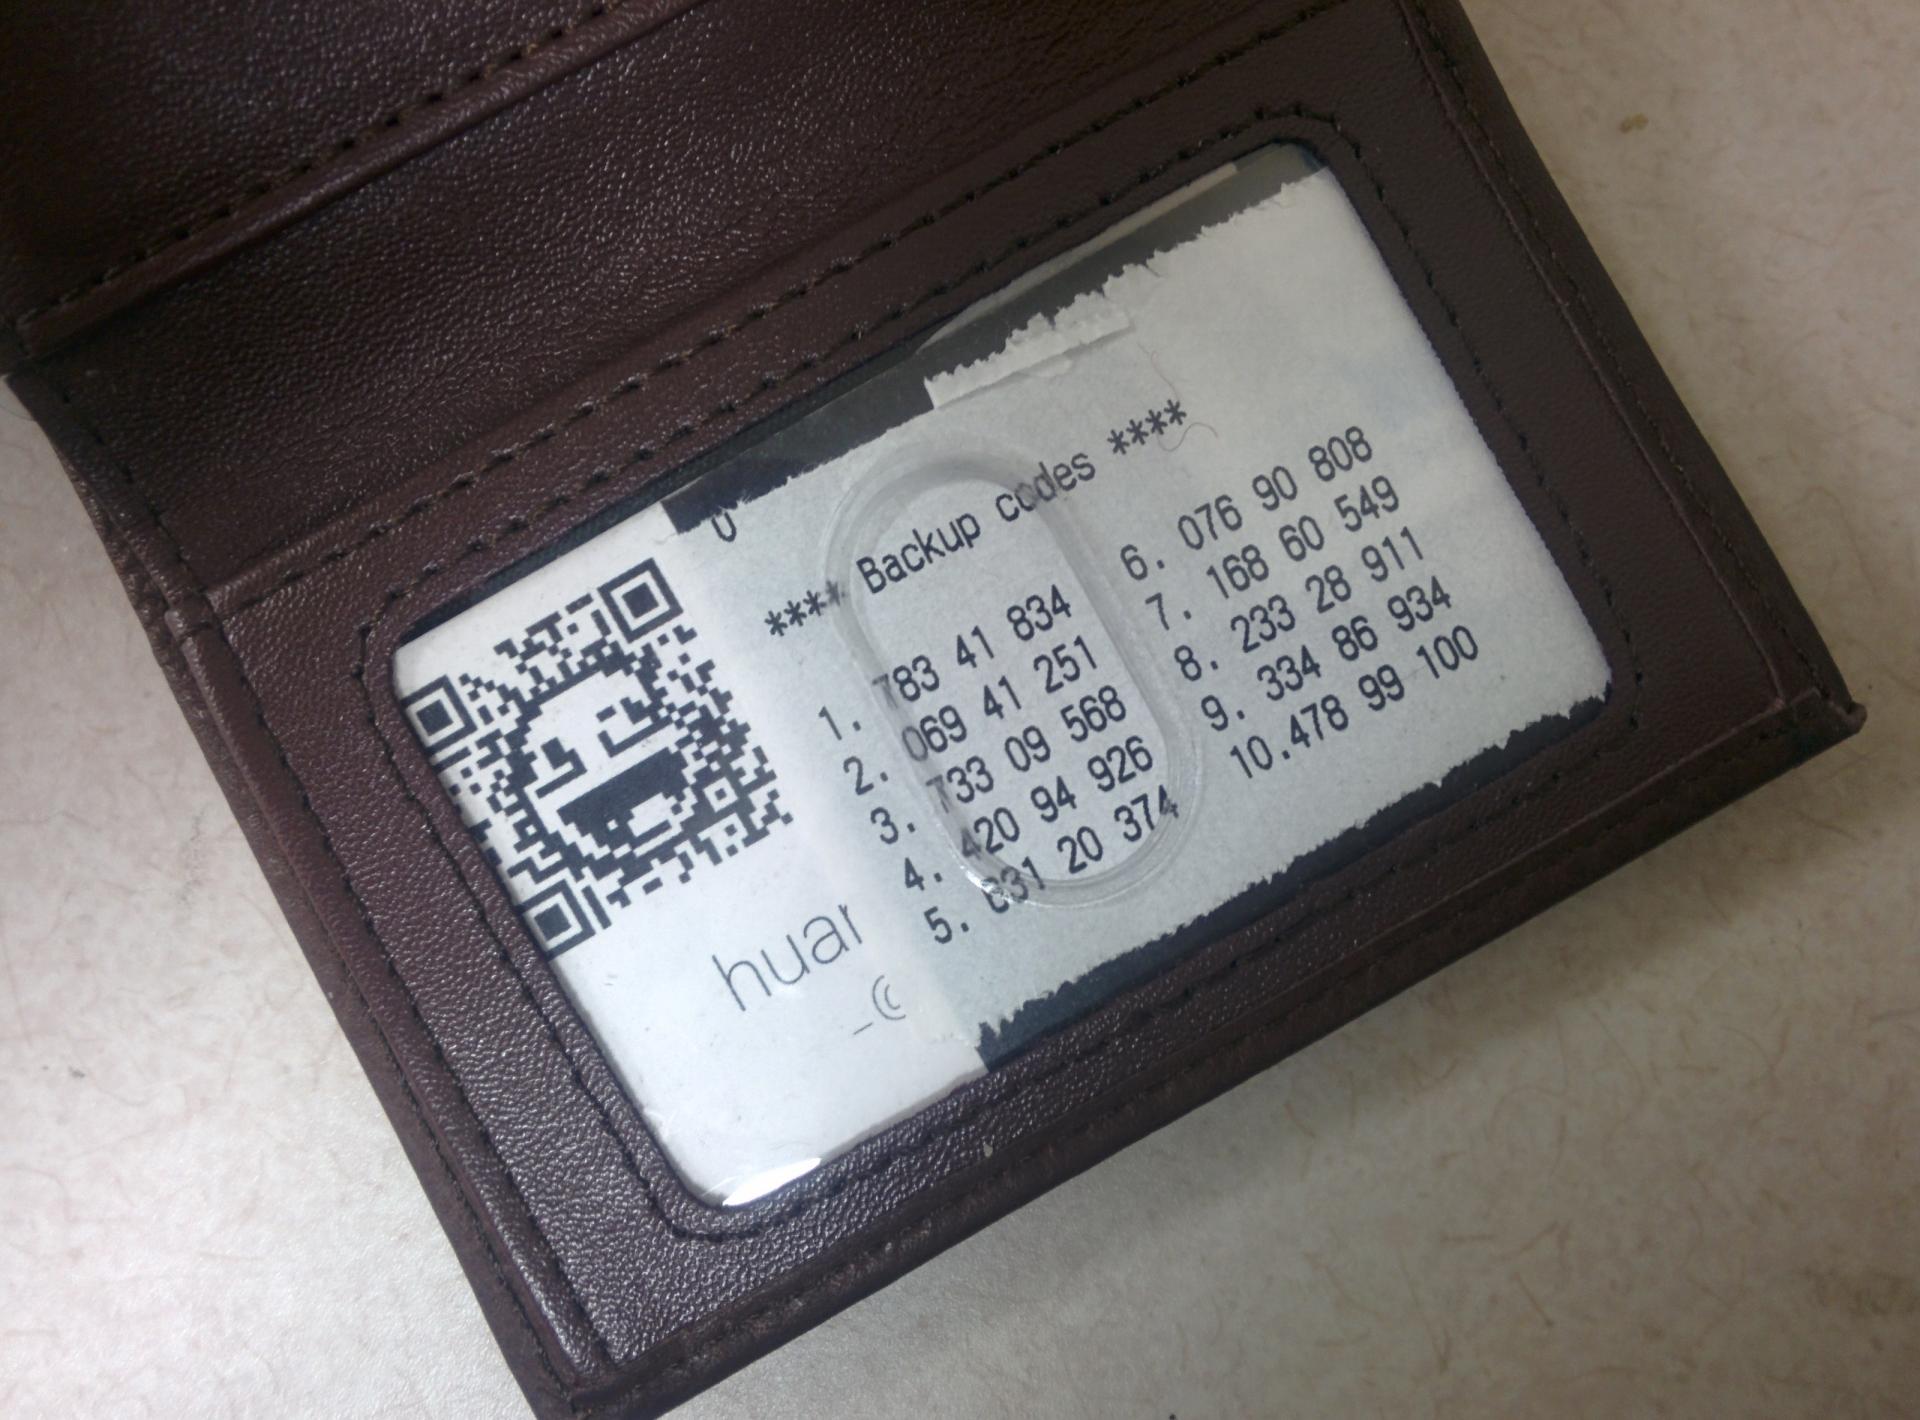 U
**** Backup codes ****
1. 783 41 834
2. 069 41 251
3. 733 09 568
4. 420 94 926
5. 831 20 374
6. 076 90 808
7. 168 60 549
8. 233 28 911
9. 334 86 934
10.478 99 100
huar